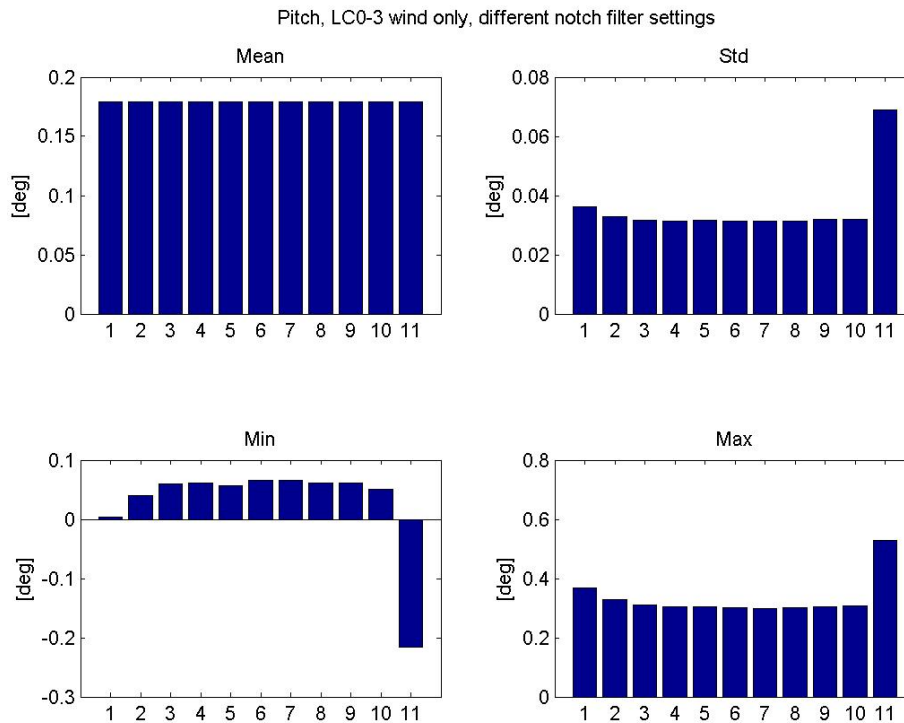 Pitch, LC0-3 wind only, different notch filter settings
Mean
[deg]
0.2
0.15
0.1
0.05
0
1 2 3 4 5 6 7 8 9 10 11
Std
[deg]
0.08
0.06
0.04
0.02
0
1 2 3 4 5 6 7 8 9 10 11
Min
[deg]
0.1
0
-0.1
-0.2
-0.3
1 2 3 4 5 6 7 8 9 10 11
Max
[deg]
0.8
0.6
0.4
0.2
0
1 2 3 4 5 6 7 8 9 10 11